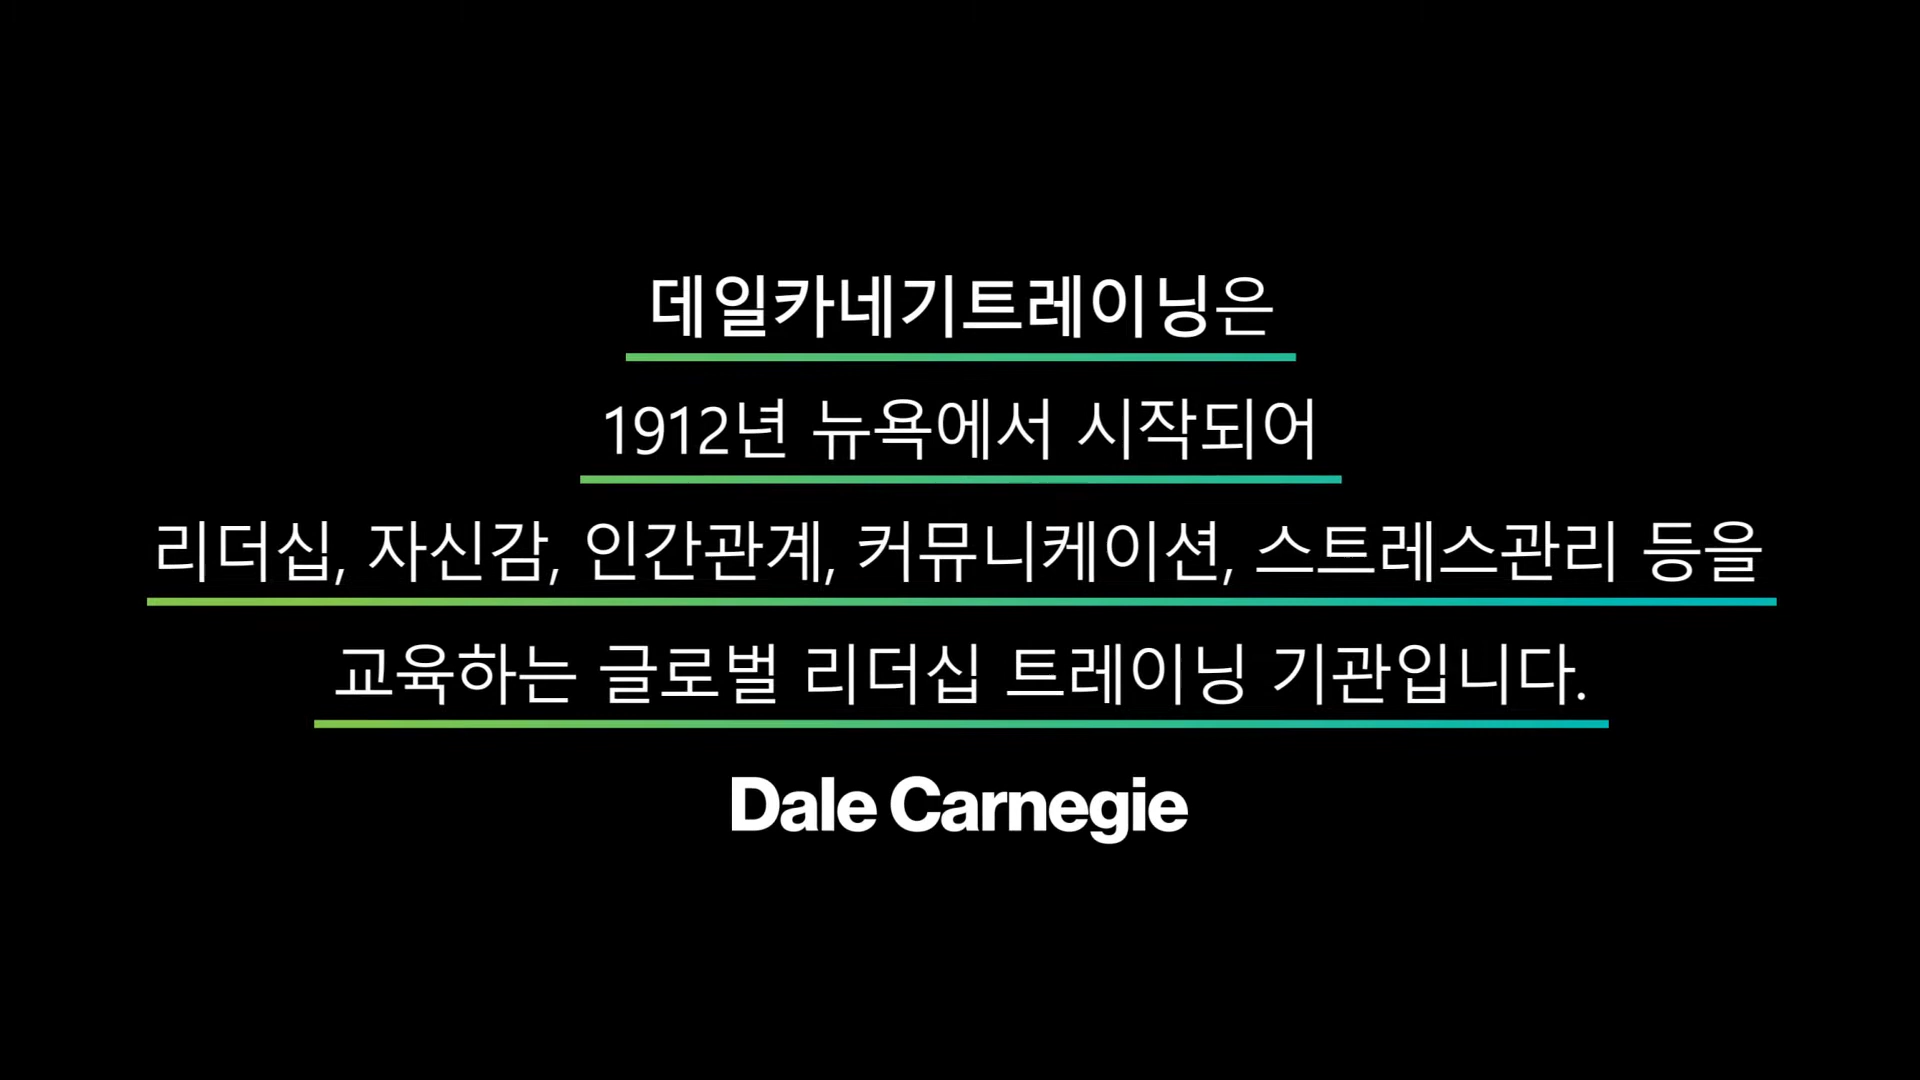 데일카네기트레이닝은
1912년 뉴욕에서 시작되어
리더십, 자신감, 인간관계, 커뮤니케이션, 스트레스관리 등을
교육하는 글로벌 리더십 트레이닝 기관입니다.
Dale Carnegie